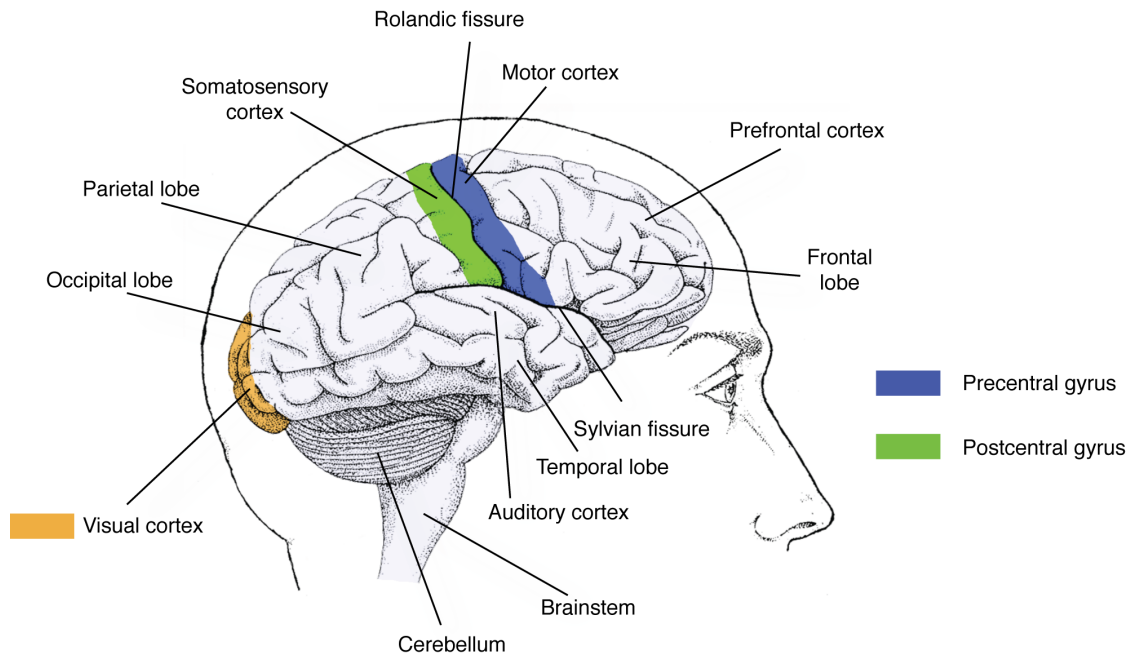 Rolandic fissure
Motor cortex
Somatosensory
cortex
Prefrontal cortex
Parietal lobe
Frontal
lobe
Occipital lobe
Precentral gyrus
Sylvian fissure
Postcentral gyrus
Temporal lobe
Auditory cortex
Visual cortex
Brainstem
Cerebellum